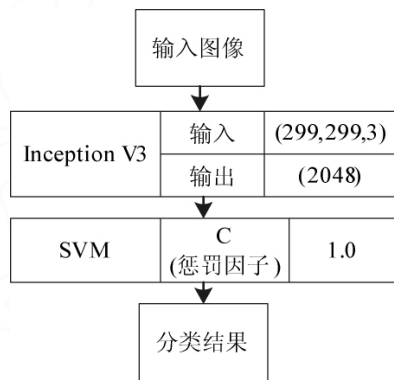 输入图像
Inception V3
输入
(299,299,3)
输出
(2048)
SVM
C
(惩罚因子)
1.0
分类结果